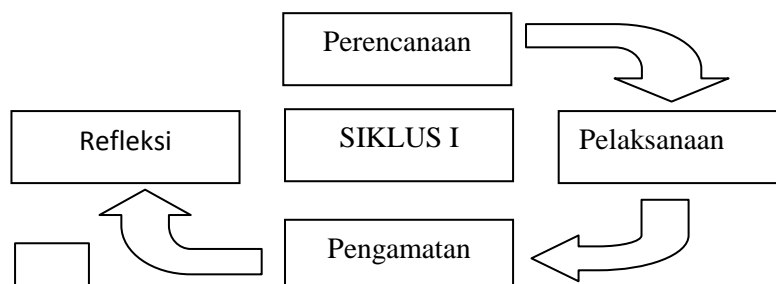 Perencanaan
Refleksi
SIKLUS I
Pelaksanaan
Pengamatan